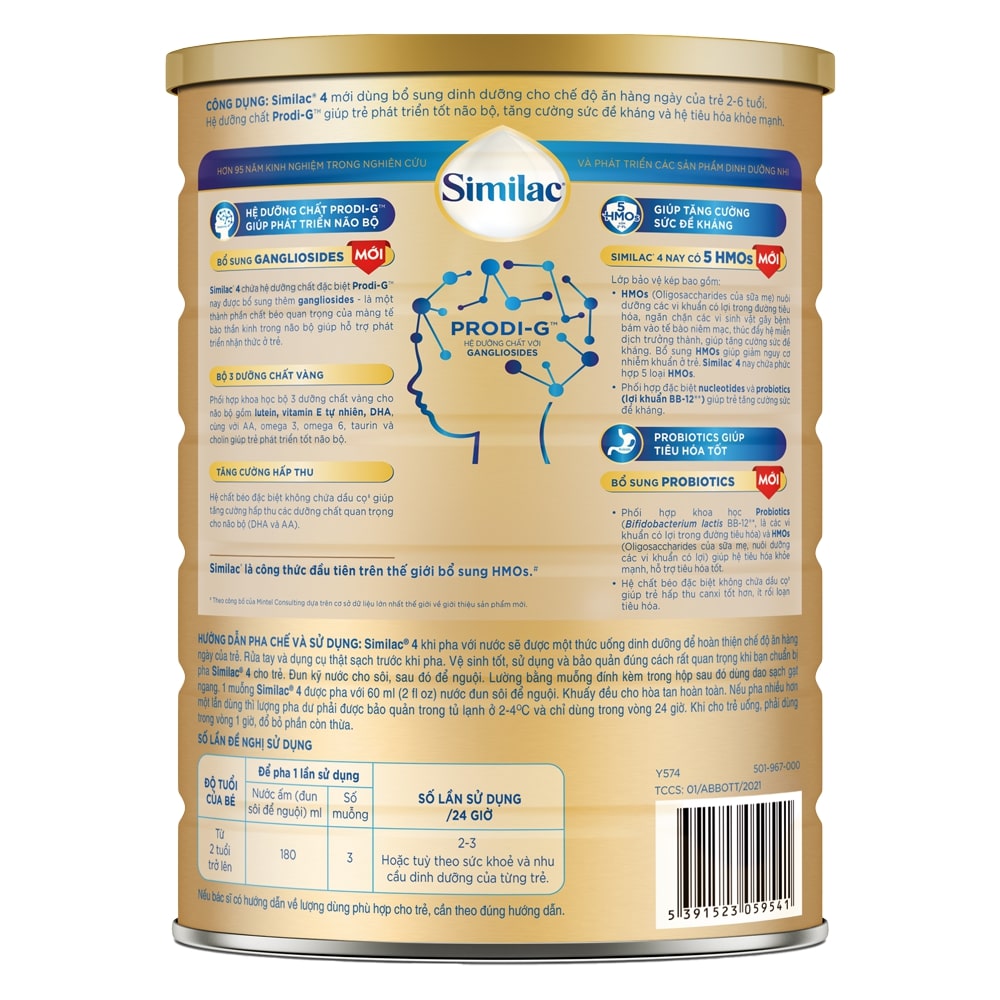 CÔNG DỤNG: Similac® 4 mới dùng bổ sung dinh dưỡng cho chế độ ăn hàng ngày của trẻ 2-6 tuổi.
Hệ dưỡng chất Prodi-G™ giúp trẻ phát triển tốt não bộ, tăng cường sức đề kháng và hệ tiêu hóa khỏe mạnh.
HƠN 95 NĂM KINH NGHIỆM TRONG NGHIÊN CỨU
VÀ PHÁT TRIỂN CÁC SẢN PHẨM DINH DƯỠNG NHI
Similac®
HỆ DƯỠNG CHẤT PRODI-G™
GIÚP PHÁT TRIỂN NÃO BỘ
BỔ SUNG GANGLIOSIDES MỚI
Similac® 4 chứa hệ dưỡng chất đặc biệt Prodi-G™
nay được bổ sung thêm gangliosides - là một
thành phần chất béo quan trọng của màng tế
bào thần kinh trong não bộ giúp hỗ trợ phát
triển nhận thức ở trẻ.
BỘ 3 DƯỠNG CHẤT VÀNG
Phối hợp khoa học bộ 3 dưỡng chất vàng cho
não bộ gồm lutein, vitamin E tự nhiên, DHA,
cùng với AA, omega 3, omega 6, taurin và
cholin giúp trẻ phát triển tốt não bộ.
TĂNG CƯỜNG HẤP THU
Hệ chất béo đặc biệt không chứa dầu cọ§ giúp
tăng cường hấp thu các dưỡng chất quan trọng
cho não bộ (DHA và AA).
Similac® là công thức đầu tiên trên thế giới bổ sung HMOs.#
# Theo công bố của Mintel Consulting dựa trên cơ sở dữ liệu lớn nhất thế giới về giới thiệu sản phẩm mới.
PRODI-G™
HỆ DƯỠNG CHẤT VỚI
GANGLIOSIDES
5
HMOs
GIÚP TĂNG CƯỜNG
SỨC ĐỀ KHÁNG
SIMILAC® 4 NAY CÓ 5 HMOs MỚI
Lớp bảo vệ kép bao gồm:
• HMOs (Oligosaccharides của sữa mẹ) nuôi
dưỡng các vi khuẩn có lợi trong đường tiêu
hóa, ngăn chặn các vi sinh vật gây bệnh
bám vào tế bào niêm mạc, thúc đẩy hệ miễn
dịch trưởng thành, giúp tăng cường sức đề
kháng. Bổ sung HMOs giúp giảm nguy cơ
nhiễm khuẩn ở trẻ. Similac® 4 nay chứa phức
hợp 5 loại HMOs.
• Phối hợp đặc biệt nucleotides và probiotics
(lợi khuẩn BB-12**) giúp trẻ tăng cường sức
đề kháng.
PROBIOTICS GIÚP
TIÊU HÓA TỐT
BỔ SUNG PROBIOTICS MỚI
• Phối hợp khoa học Probiotics
(Bifidobacterium lactis BB-12**, là các vi
khuẩn có lợi trong đường tiêu hóa) và HMOs
(Oligosaccharides của sữa mẹ, nuôi dưỡng
các vi khuẩn có lợi) giúp hệ tiêu hóa khỏe
mạnh, hỗ trợ tiêu hóa tốt.
• Hệ chất béo đặc biệt không chứa dầu cọ§
giúp trẻ hấp thu canxi tốt hơn, ít rối loạn
tiêu hóa.
HƯỚNG DẪN PHA CHẾ VÀ SỬ DỤNG: Similac® 4 khi pha với nước sẽ được một thức uống dinh dưỡng để hoàn thiện chế độ ăn hàng
ngày của trẻ. Rửa tay và dụng cụ thật sạch trước khi pha. Vệ sinh tốt, sử dụng và bảo quản đúng cách rất quan trọng khi bạn chuẩn bị
pha Similac® 4 cho trẻ. Đun kỹ nước cho sôi, sau đó để nguội. Lường bằng muỗng đính kèm trong hộp sau đó dùng dao sạch gạt
ngang. 1 muỗng Similac® 4 được pha với 60 ml (2 fl oz) nước đun sôi để nguội. Khuấy đều cho hòa tan hoàn toàn. Nếu pha nhiều hơn
một lần dùng thì lượng pha dư phải được bảo quản trong tủ lạnh ở 2-4°C và chỉ dùng trong vòng 24 giờ. Khi cho trẻ uống, phải dùng
trong vòng 1 giờ, đổ bỏ phần còn thừa.
SỐ LẦN ĐỀ NGHỊ SỬ DỤNG
ĐỘ TUỔI
CỦA BÉ
Để pha 1 lần sử dụng
Nước ấm (đun
sôi để nguội) ml
Số
muỗng
SỐ LẦN SỬ DỤNG
/24 GIỜ
Từ
2 tuổi
trở lên
180
3
2-3
Hoặc tuỳ theo sức khoẻ và nhu
cầu dinh dưỡng của từng trẻ.
Nếu bác sĩ có hướng dẫn về lượng dùng phù hợp cho trẻ, cần theo đúng hướng dẫn.
Y574
S01-967-000
TCCS: 01/ABBOTT/2021
5 391523 059541